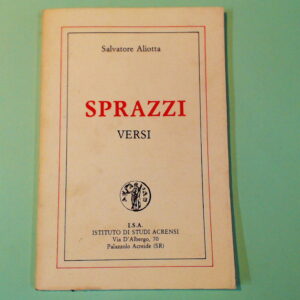 Salvatore Aliotta
SPRAZZI
VERSI
I.S.A.
ISTITUTO DI STUDI ACRENSI
Via D'Albergo, 70
Palazzolo Acreide (SR)